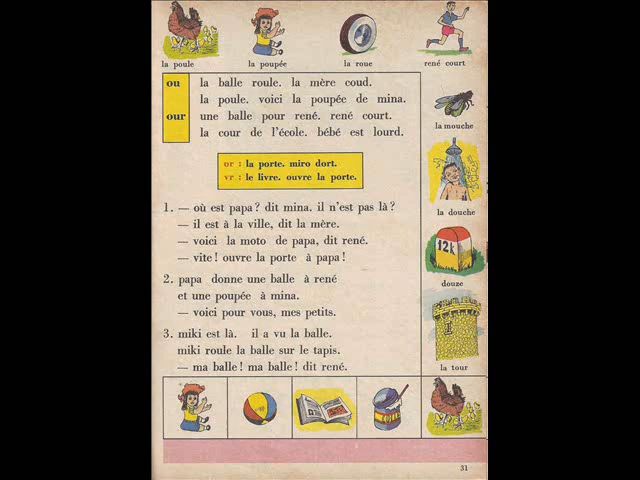 la poule
la poupée
la roue
rené court
ou
la balle roule. la mère coud.
la poule. voici la poupée de mina.
our
une balle pour rené. rené court.
la cour de l'école. bébé est lourd.
or : la porte. miro dort.
vr : le livre. ouvre la porte.
la mouche
la douche
12k
douze
la tour
1. — où est papa ? dit mina. il n'est pas là ?
— il est à la ville, dit la mère.
— voici la moto de papa, dit rené.
— vite ! ouvre la porte à papa !
2. papa donne une balle à rené
et une poupée à mina.
— voici pour vous, mes petits.
3. miki est là. il a vu la balle.
miki roule la balle sur le tapis.
— ma balle ! ma balle ! dit rené.
31